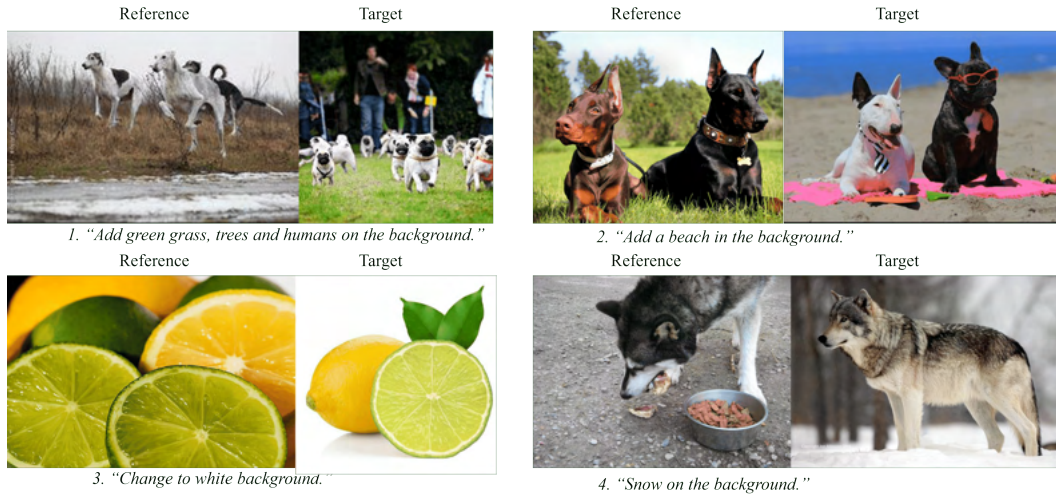 Reference Target Reference Target
1. “Add green grass, trees and humans on the background.” 2. “Add a beach in the background.”
Reference Target Reference Target
3. “Change to white background.” 4. “Snow on the background.”